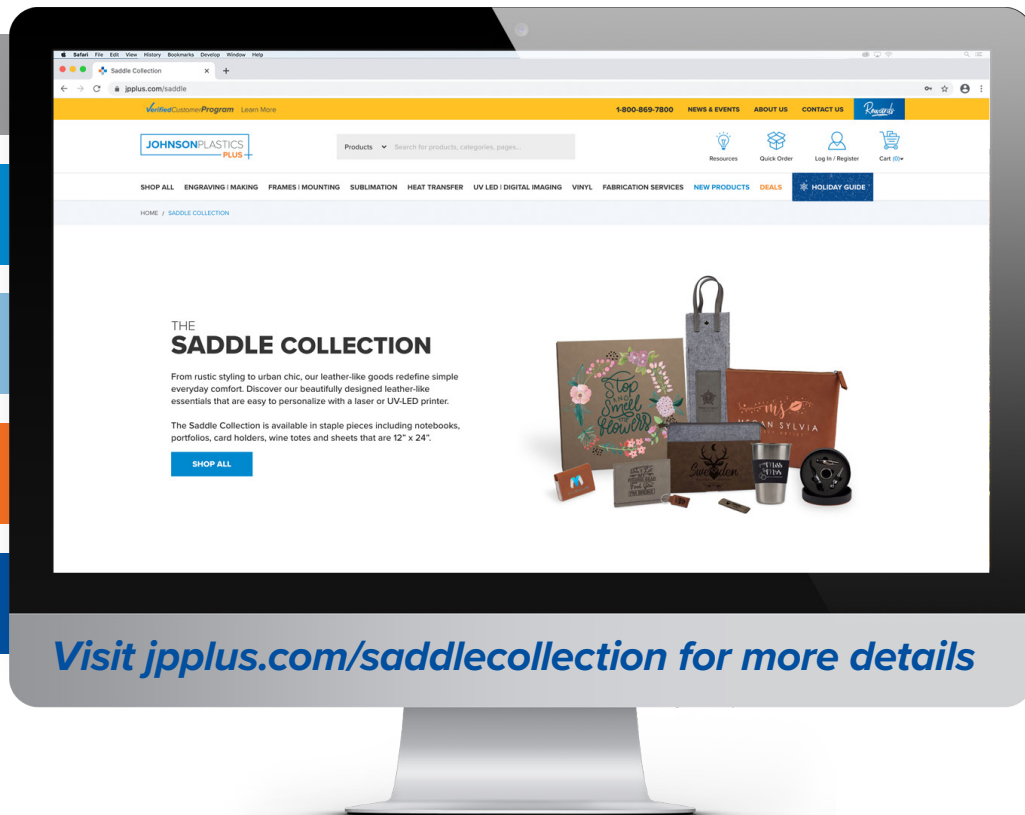 Safari File Edit View History Bookmarks Develop Window Help
Saddle Collection
jpplus.com/saddle
VerifiedCustomerProgram Learn More 1-800-869-7800 NEWS & EVENTS ABOUT US CONTACT US Rewards
JOHNSONPLASTICS
PLUS
Products Search for products, categories, pages...
Resources Quick Order Log In / Register Cart (0)
SHOP ALL ENGRAVING | MAKING FRAMES | MOUNTING SUBLIMATION HEAT TRANSFER UV LED | DIGITAL IMAGING VINYL FABRICATION SERVICES NEW PRODUCTS DEALS HOLIDAY GUIDE
HOME / SADDLE COLLECTION
THE
SADDLE COLLECTION
From rustic styling to urban chic, our leather-like goods redefine simple
everyday comfort. Discover our beautifully designed leather-like
essentials that are easy to personalize with a laser or UV-LED printer.
The Saddle Collection is available in staple pieces including notebooks,
portfolios, card holders, wine totes and sheets that are 12” x 24”.
SHOP ALL
Stop
AND
Smell
the
flowers
ms
SYLVIA
Visit jpplus.com/saddlecollection for more details